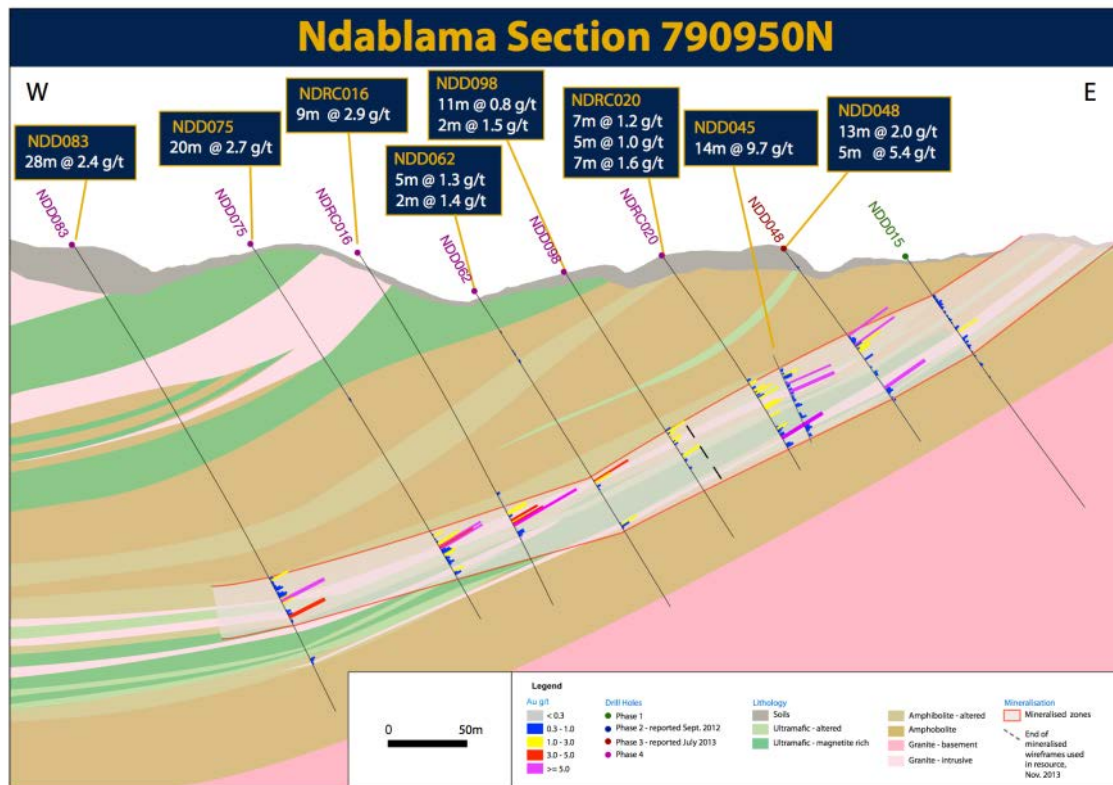 Ndablama Section 790950N
W
E
NDD083
28m @ 2.4 g/t
NDD075
20m @ 2.7 g/t
NDRC016
9m @ 2.9 g/t
NDD062
5m @ 1.3 g/t
2m @ 1.4 g/t
NDD098
11m @ 0.8 g/t
2m @ 1.5 g/t
NDRC020
7m @ 1.2 g/t
5m @ 1.0 g/t
7m @ 1.6 g/t
NDD045
14m @ 9.7 g/t
NDD048
13m @ 2.0 g/t
5m @ 5.4 g/t
NDD083
NDD075
NDRC016
NDD062
NDD098
NDRC020
NDD048
NDD015
0
50m
Legend
Au g/t
< 0.3
0.3 - 1.0
1.0 - 3.0
3.0 - 5.0
>= 5.0
Drill Holes
Phase 1
Phase 2 - reported Sept. 2012
Phase 3 - reported July 2013
Phase 4
Lithology
Soils
Ultramafic - altered
Ultramafic - magnetite rich
Amphibolite - altered
Amphobolite
Granite - basement
Granite - intrusive
Mineralisation
Mineralised zones
End of
mineralised
wireframes used
in resource,
Nov. 2013